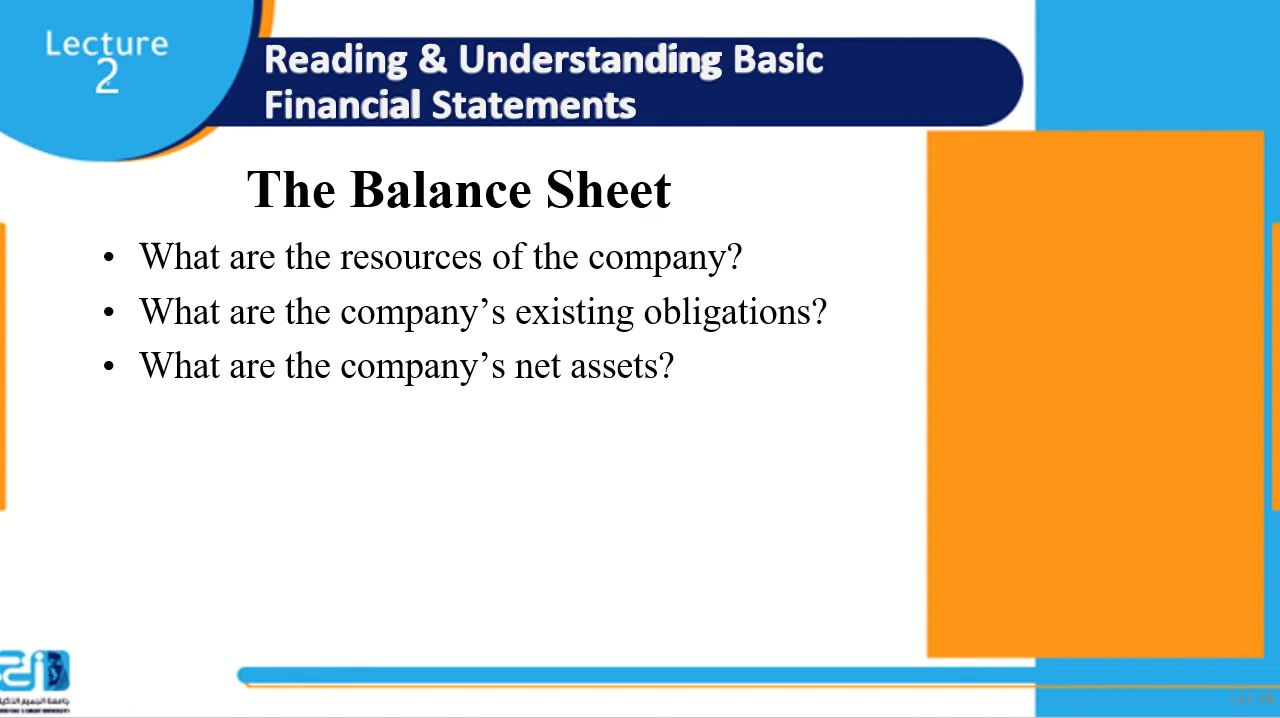 Lecture
2
Reading & Understanding Basic
Financial Statements
The Balance Sheet
• What are the resources of the company?
• What are the company’s existing obligations?
• What are the company’s net assets?